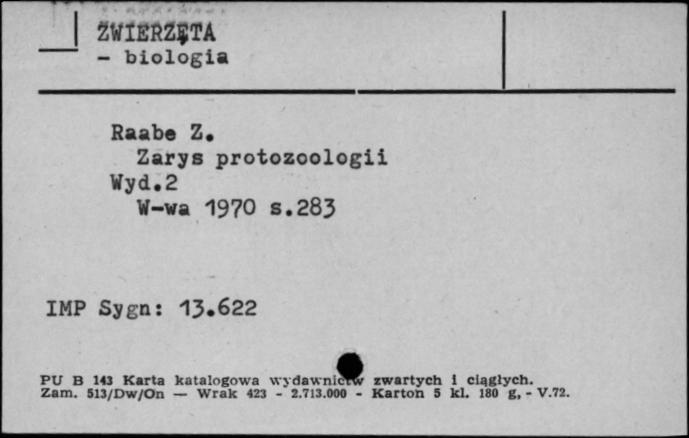 ZWIERZĘTA
- biologia
Raabe Z.
Zarys protozoologii
Wyd.2
W-wa 1970 s.283
IMP Sygn: 13.622
PU B 143 Karta katalogowa wydawnictw zwartych i ciągłych.
Zam. 513/Dw/On — Wrak 423 - 2.713.000 - Karton 5 kl. 180 g, - V.72.